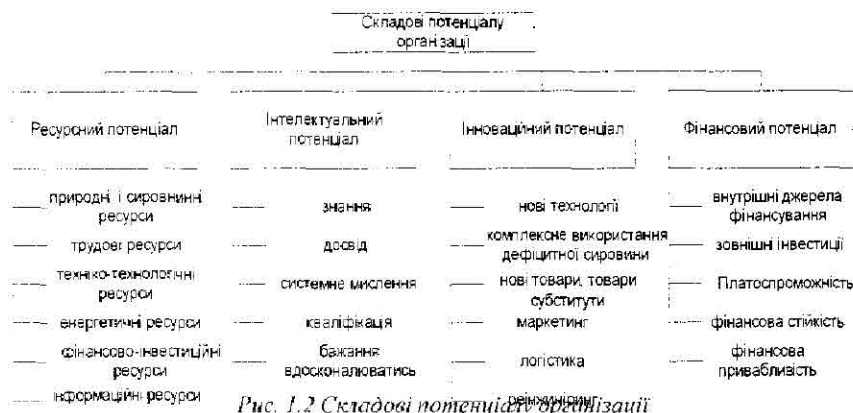 Складові потенціалу
організації
Ресурсний потенціал
Інтелектуальний
потенціал
Інноваційний потенціал
Фінансовий потенціал
природні і сировинні
ресурси
трудові ресурси
техніко-технологічні
ресурси
енергетичні ресурси
фінансово-інвестиційні
ресурси
інформаційні ресурси
знання
досвід
системне мислення
кваліфікація
бажання
вдосконалюватись
нові технології
комплексне використання
дефіцитної сировини
нові товари, товари
субститути
маркетинг
логістика
реінжиніринг
внутрішні джерела
фінансування
зовнішні інвестиції
Платоспроможність
фінансова стійкість
фінансова
привабливість
Рис. 1.2 Складові потенціалу організації